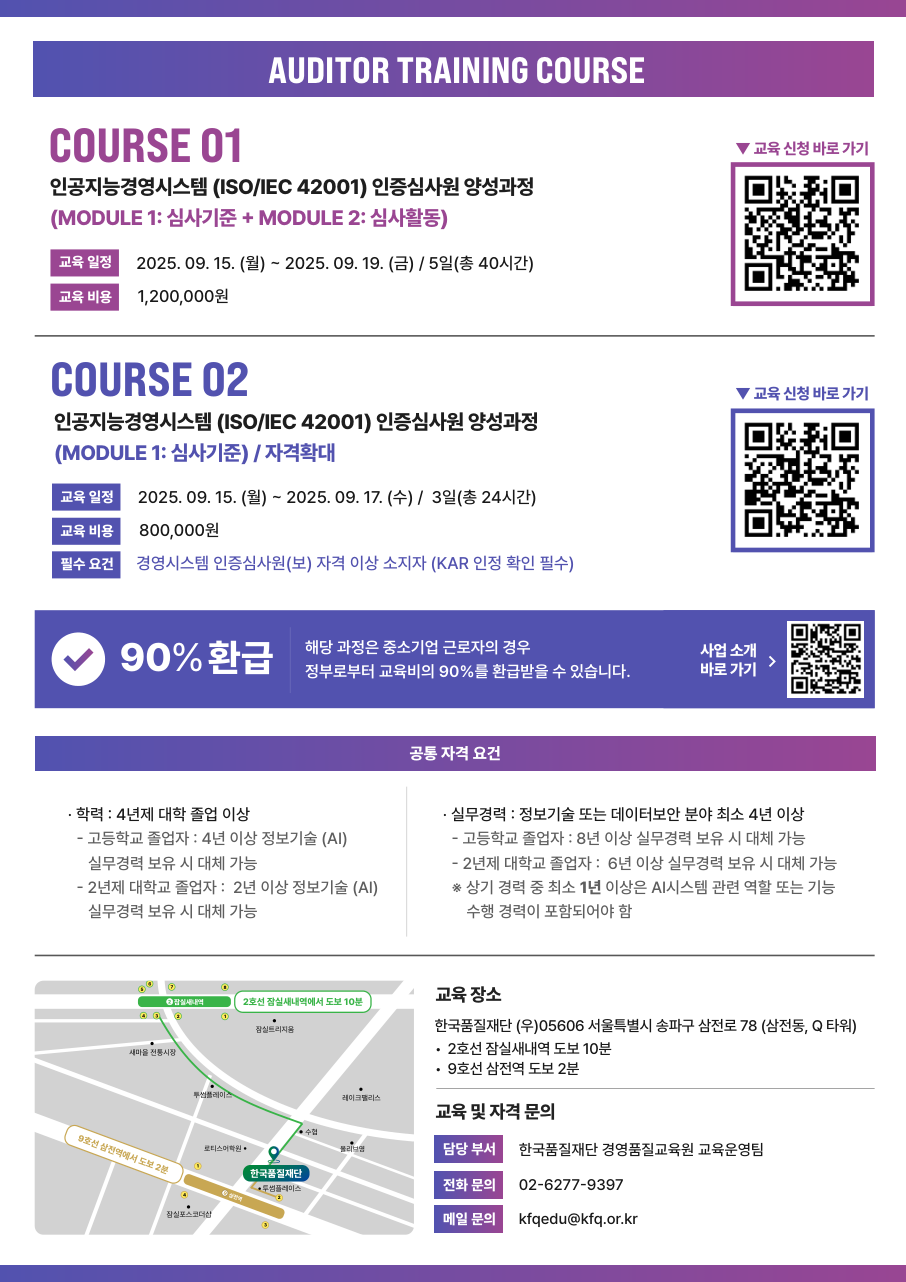 AUDITOR TRAINING COURSE
COURSE 01
인공지능경영시스템 (ISO/IEC 42001) 인증심사원 양성과정
(MODULE 1: 심사기준 + MODULE 2: 심사활동)
교육 일정 2025. 09. 15. (월) ~ 2025. 09. 19. (금) / 5일(총 40시간)
교육 비용 1,200,000원
▼ 교육 신청 바로 가기
COURSE 02
인공지능경영시스템 (ISO/IEC 42001) 인증심사원 양성과정
(MODULE 1: 심사기준) / 자격확대
교육 일정 2025. 09. 15. (월) ~ 2025. 09. 17. (수) / 3일(총 24시간)
교육 비용 800,000원
필수 요건 경영시스템 인증심사원(보) 자격 이상 소지자 (KAR 인정 확인 필수)
▼ 교육 신청 바로 가기
90% 환급
해당 과정은 중소기업 근로자의 경우
정부로부터 교육비의 90%를 환급받을 수 있습니다.
사업 소개
바로 가기 >
공통 자격 요건
· 학력 : 4년제 대학 졸업 이상
- 고등학교 졸업자 : 4년 이상 정보기술 (AI)
실무경력 보유 시 대체 가능
- 2년제 대학교 졸업자 : 2년 이상 정보기술 (AI)
실무경력 보유 시 대체 가능
· 실무경력 : 정보기술 또는 데이터보안 분야 최소 4년 이상
- 고등학교 졸업자 : 8년 이상 실무경력 보유 시 대체 가능
- 2년제 대학교 졸업자 : 6년 이상 실무경력 보유 시 대체 가능
※ 상기 경력 중 최소 1년 이상은 AI시스템 관련 역할 또는 기능
수행 경력이 포함되어야 함
5 6 7 8
2 잠실새내역
2호선 잠실새내역에서 도보 10분
4 3 2 1
잠실트리지움
새마을 전통시장
투썸플레이스
레이크팰리스
수협
로티스어학원
올리브영
9호선 삼전역에서 도보 2분
한국품질재단
투썸플레이스
1
4
삼전역
2
잠실포스코더샵
3
교육 장소
한국품질재단 (우)05606 서울특별시 송파구 삼전로 78 (삼전동, Q 타워)
• 2호선 잠실새내역 도보 10분
• 9호선 삼전역 도보 2분
교육 및 자격 문의
담당 부서 한국품질재단 경영품질교육원 교육운영팀
전화 문의 02-6277-9397
메일 문의 kfqedu@kfq.or.kr